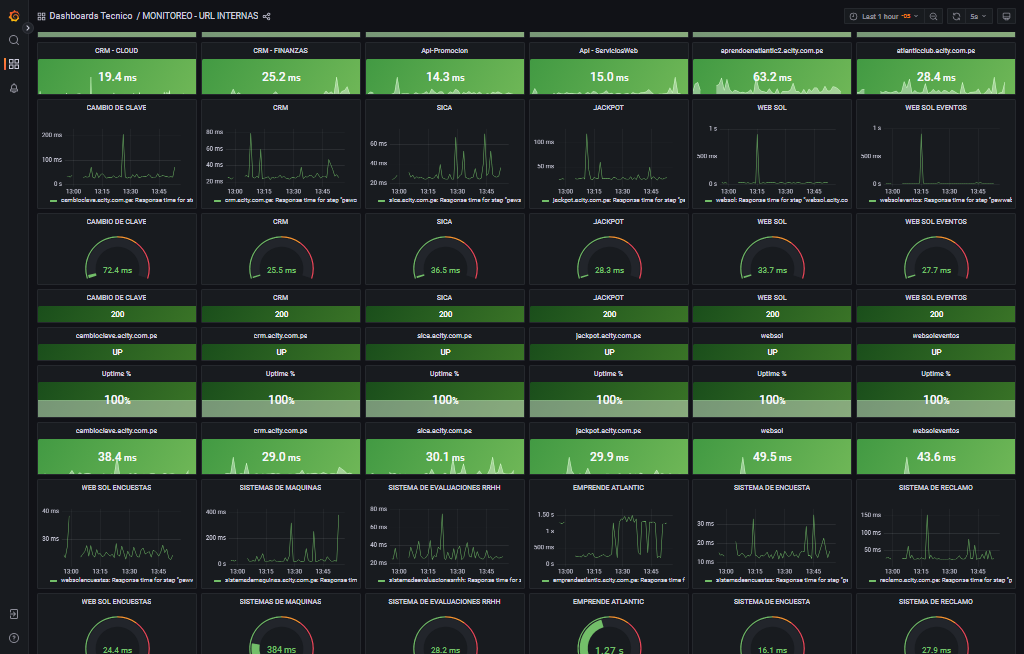 Dashboards Tecnico / MONITOREO - URL INTERNAS
Last 1 hour -05
5s
CRM - CLOUD
CRM - FINANZAS
Api-Promocion
Api - ServiciosWeb
aprendoenatlantic2.acity.com.pe
atlanticclub.acity.com.pe
19.4 ms
25.2 ms
14.3 ms
15.0 ms
63.2 ms
28.4 ms
CAMBIO DE CLAVE
CRM
SICA
JACKPOT
WEB SOL
WEB SOL EVENTOS
200 ms
100 ms
0 s
13:00 13:15 13:30 13:45
cambioclave.acity.com.pe: Response time for st
80 ms
60 ms
40 ms
20 ms
13:00 13:15 13:30 13:45
crm.acity.com.pe: Response time for step "pewc
60 ms
40 ms
20 ms
13:00 13:15 13:30 13:45
sica.acity.com.pe: Response time for step "pews
100 ms
50 ms
13:00 13:15 13:30 13:45
jackpot.acity.com.pe: Response time for step "pe
1 s
500 ms
0 s
13:00 13:15 13:30 13:45
websol: Response time for step "websol.acity.co
1 s
500 ms
0 s
13:00 13:15 13:30 13:45
websoleventos: Response time for step "pewweb
CAMBIO DE CLAVE
CRM
SICA
JACKPOT
WEB SOL
WEB SOL EVENTOS
72.4 ms
25.5 ms
36.5 ms
28.3 ms
33.7 ms
27.7 ms
CAMBIO DE CLAVE
CRM
SICA
JACKPOT
WEB SOL
WEB SOL EVENTOS
200
200
200
200
200
200
cambioclave.acity.com.pe
crm.acity.com.pe
sica.acity.com.pe
jackpot.acity.com.pe
websol
websoleventos
UP
UP
UP
UP
UP
UP
Uptime %
Uptime %
Uptime %
Uptime %
Uptime %
Uptime %
100%
100%
100%
100%
100%
100%
cambioclave.acity.com.pe
crm.acity.com.pe
sica.acity.com.pe
jackpot.acity.com.pe
websol
websoleventos
38.4 ms
29.0 ms
30.1 ms
29.9 ms
49.5 ms
43.6 ms
WEB SOL ENCUESTAS
SISTEMAS DE MAQUINAS
SISTEMA DE EVALUACIONES RRHH
EMPRENDE ATLANTIC
SISTEMA DE ENCUESTA
SISTEMA DE RECLAMO
40 ms
30 ms
13:00 13:15 13:30 13:45
websolencuestas: Response time for step "peww
400 ms
200 ms
0 s
13:00 13:15 13:30 13:45
sistemasdemaquinas.acity.com.pe: Response tim
80 ms
60 ms
40 ms
20 ms
13:00 13:15 13:30 13:45
sistemasdeevaluacionesrrhh: Response time for s
1.50 s
1 s
500 ms
0 s
13:00 13:15 13:30 13:45
emprendeatlantic.acity.com.pe: Response time f
30 ms
20 ms
10 ms
13:00 13:15 13:30 13:45
sistemasdeencuestas: Response time for step "pe
150 ms
100 ms
50 ms
13:00 13:15 13:30 13:45
reclamo.acity.com.pe: Response time for step "p
WEB SOL ENCUESTAS
SISTEMAS DE MAQUINAS
SISTEMA DE EVALUACIONES RRHH
EMPRENDE ATLANTIC
SISTEMA DE ENCUESTA
SISTEMA DE RECLAMO
24.4 ms
384 ms
28.2 ms
1.27 s
16.1 ms
27.9 ms